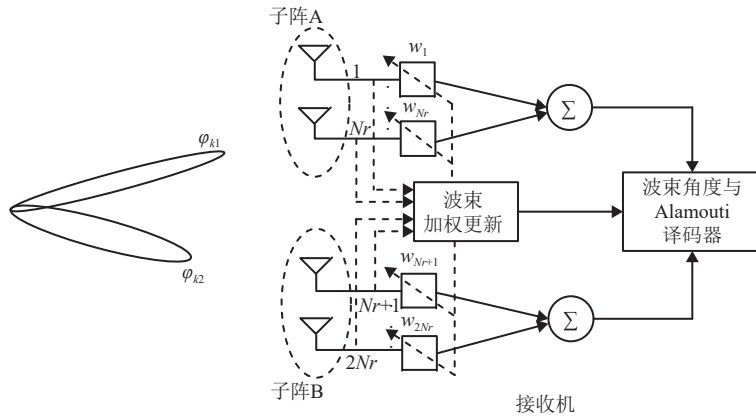 子阵A
w1
1
wNr
Nr
∑
φk1
波束
加权更新
波束角度与
Alamouti
译码器
φk2
wNr+1
Nr+1
∑
w2Nr
2Nr
子阵B
接收机